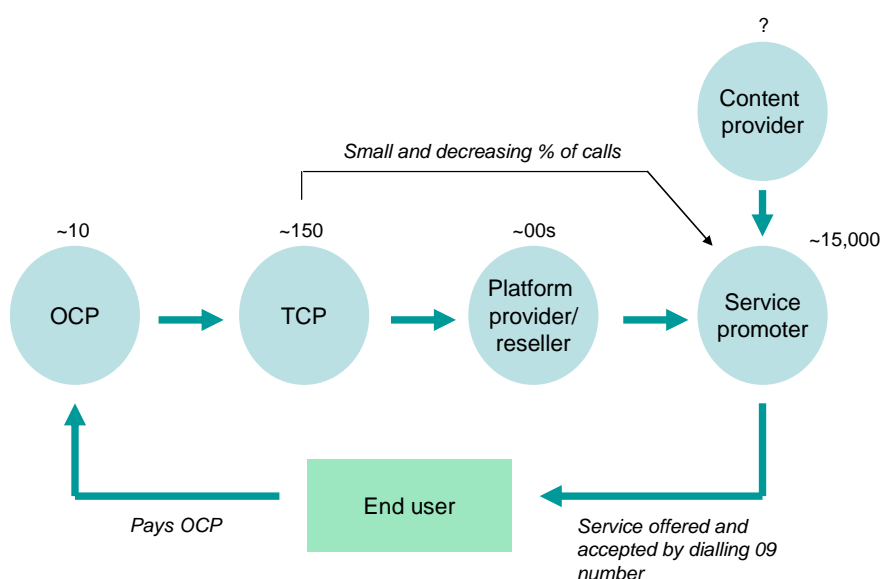 ?
Content
provider
Small and decreasing % of calls
~10
~150
~00s
~15,000
OCP
TCP
Platform
provider/
reseller
Service
promoter
End user
Pays OCP
Service offered and
accepted by dialling 09
number